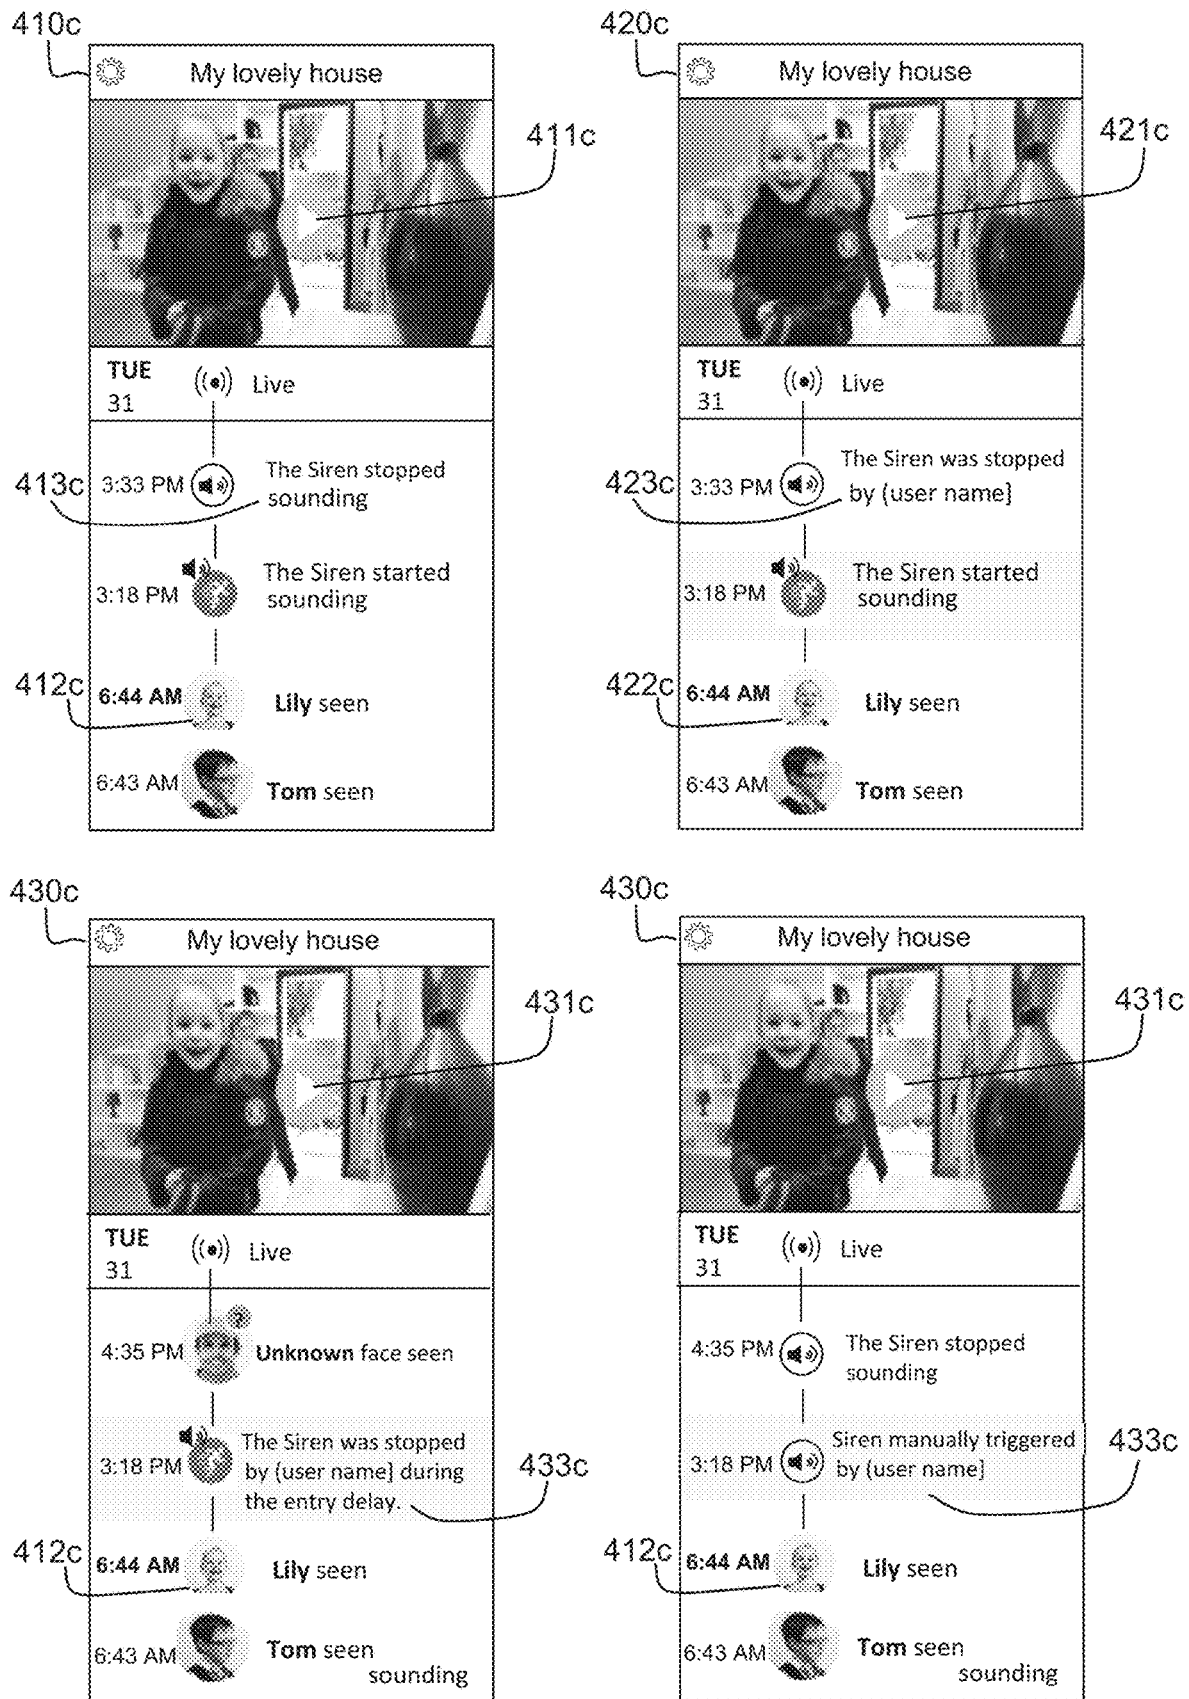 410c
My lovely house
411c
TUE
31
Live
413c
3:33 PM
The Siren stopped
sounding
3:18 PM
The Siren started
sounding
412c
6:44 AM
Lily seen
6:43 AM
Tom seen
420c
My lovely house
421c
TUE
31
Live
423c
3:33 PM
The Siren was stopped
by (user name]
3:18 PM
The Siren started
sounding
422c
6:44 AM
Lily seen
6:43 AM
Tom seen
430c
My lovely house
431c
TUE
31
Live
?
4:35 PM
Unknown face seen
3:18 PM
The Siren was stopped
by (user name] during
the entry delay.
433c
412c
6:44 AM
Lily seen
6:43 AM
Tom seen
sounding
430c
My lovely house
431c
TUE
31
Live
4:35 PM
The Siren stopped
sounding
3:18 PM
Siren manually triggered
by (user name]
433c
412c
6:44 AM
Lily seen
6:43 AM
Tom seen
sounding